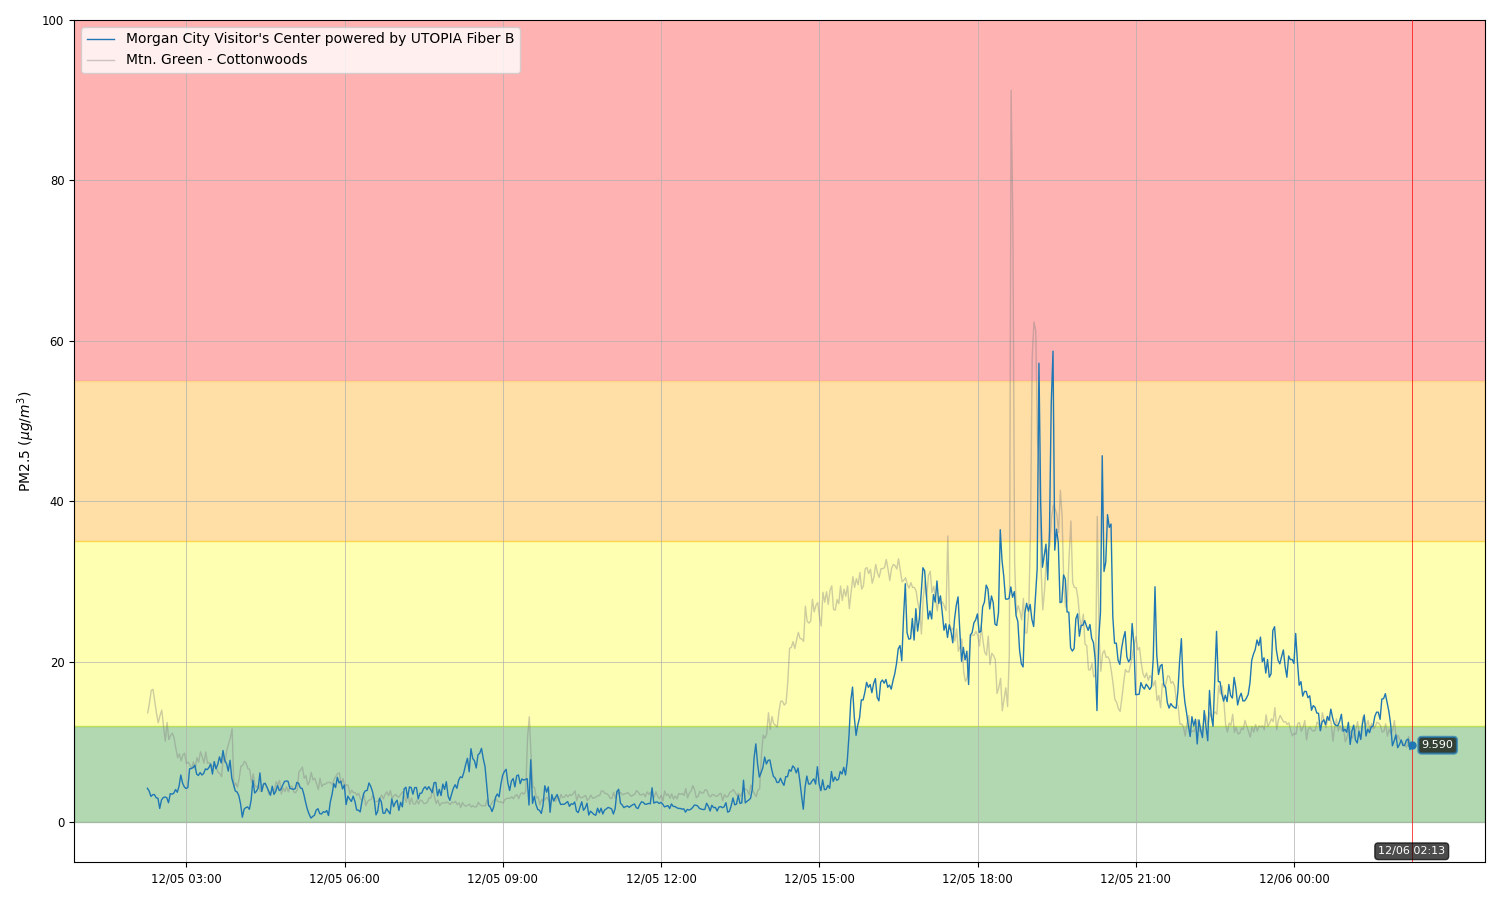 100
Morgan City Visitor's Center powered by UTOPIA Fiber B
Mtn. Green - Cottonwoods
80
60
PM2.5 (μg/m³)
40
20
9.590
0
12/06 02:13
12/05 03:00 12/05 06:00 12/05 09:00 12/05 12:00 12/05 15:00 12/05 18:00 12/05 21:00 12/06 00:00